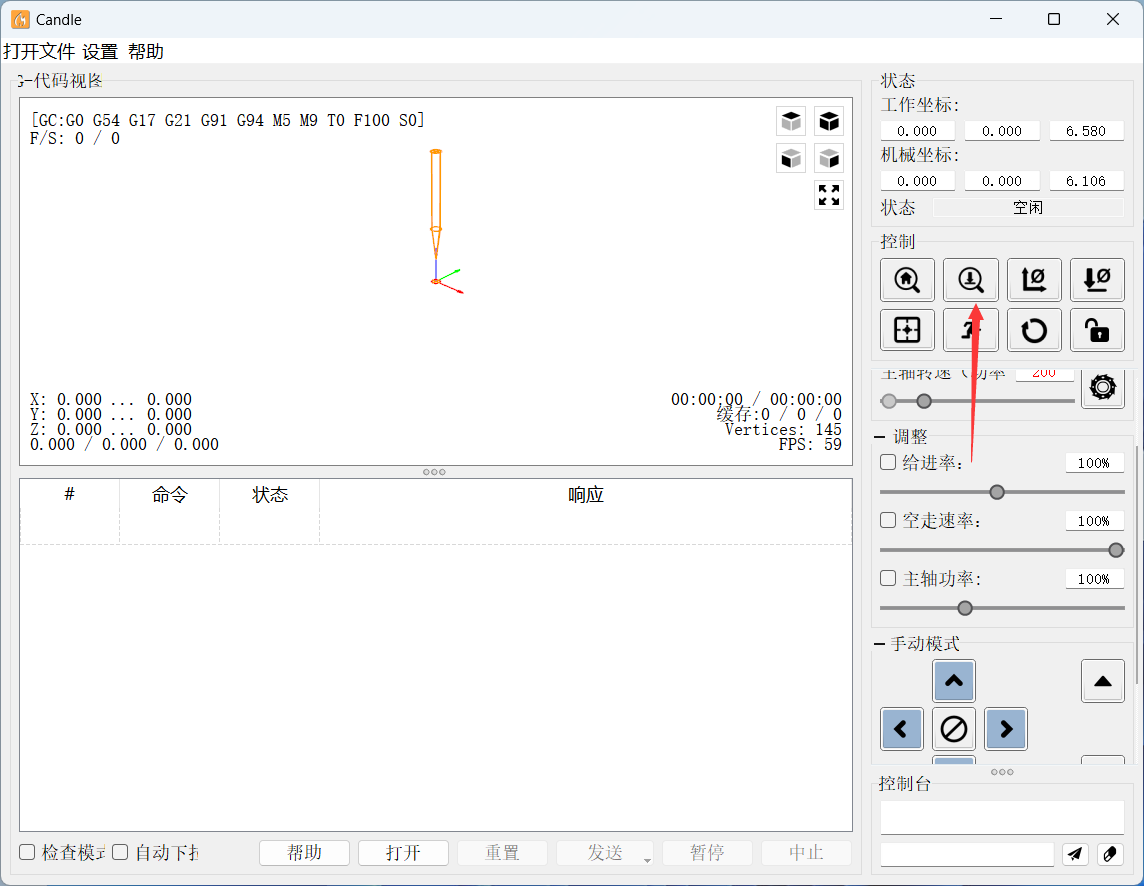 Candle
打开文件 设置 帮助
G-代码视图
[GC:G0 G54 G17 G21 G91 G94 M5 M9 T0 F100 S0]
F/S: 0 / 0
X: 0.000 ... 0.000
Y: 0.000 ... 0.000
Z: 0.000 ... 0.000
0.000 / 0.000 / 0.000
00:00:00 / 00:00:00
缓存:0 / 0 / 0
Vertices: 145
FPS: 59
# 命令 状态 响应
检查模式 自动下拉 帮助 打开 重置 发送 暂停 中止
状态
工作坐标:
0.000 0.000 6.580
机械坐标:
0.000 0.000 6.106
状态 空闲
控制
主轴转速（功率 200
调整
给进率: 100%
空走速率: 100%
主轴功率: 100%
手动模式
控制台